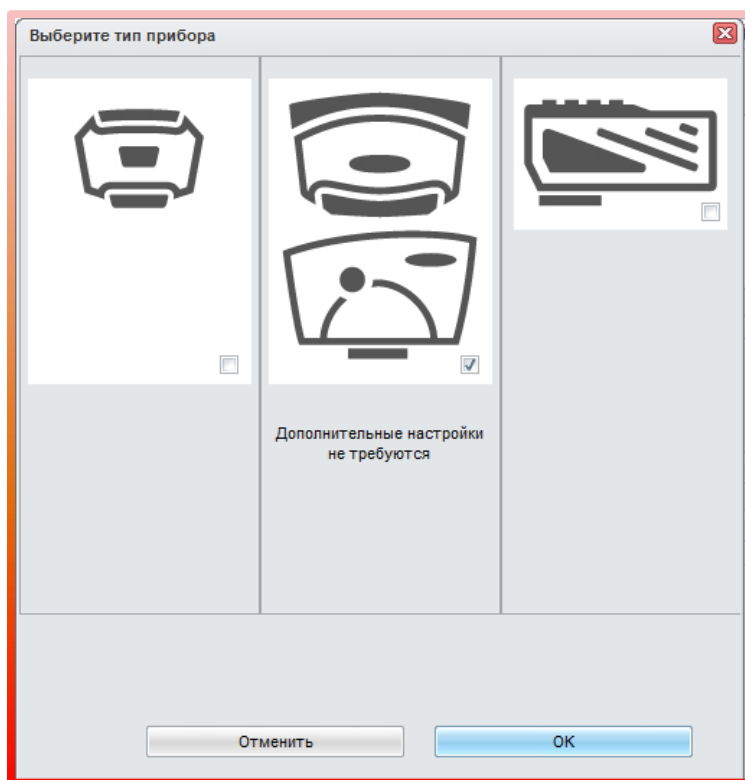 Выберите тип прибора
Дополнительные настройки
не требуются
Отменить
OK